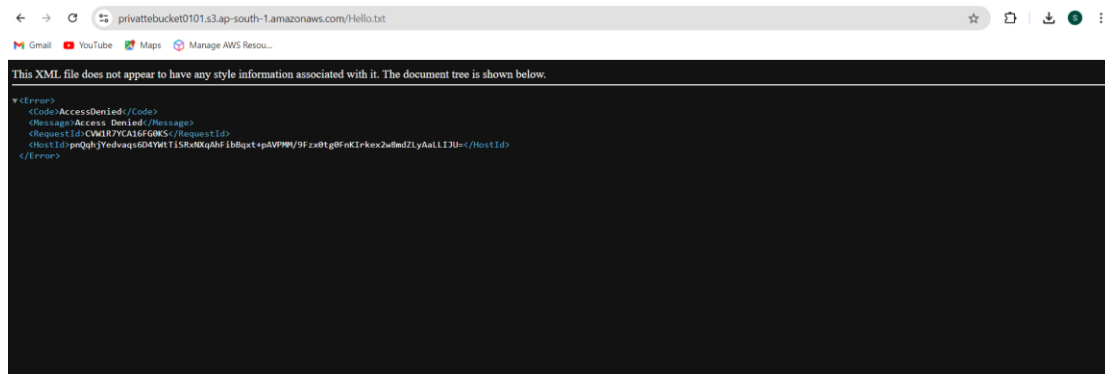 privattebucket0101.s3.ap-south-1.amazonaws.com/Hello.txt
S
Gmail YouTube Maps Manage AWS Resou...
This XML file does not appear to have any style information associated with it. The document tree is shown below.
▼<Error>
<Code>AccessDenied</Code>
<Message>Access Denied</Message>
<RequestId>CVW1R7YCA16FG0KS</RequestId>
<HostId>pnQqhjYedvaqs6D4YWtTiSRxNXqAhFibBqxt+pAVPMM/9Fzx0tg0FnKIrkex2w8mdZLyAaLLIJU=</HostId>
</Error>